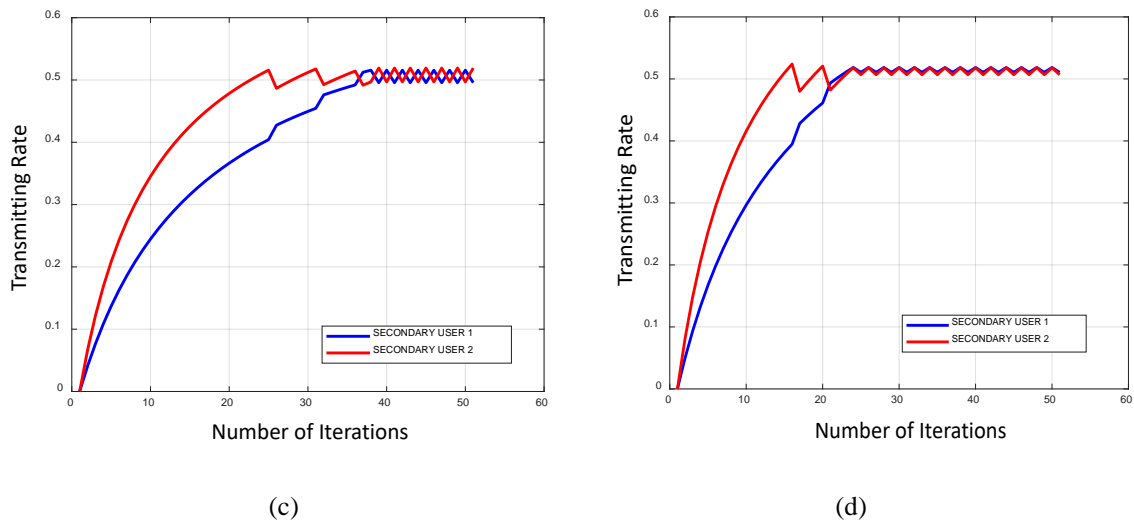 0.6
0.5
0.4
0.3
0.2
0.1
0
0 10 20 30 40 50 60
Transmitting Rate
Number of Iterations
SECONDARY USER 1
SECONDARY USER 2
(c)
0.6
0.5
0.4
0.3
0.2
0.1
0
0 10 20 30 40 50 60
Transmitting Rate
Number of Iterations
SECONDARY USER 1
SECONDARY USER 2
(d)